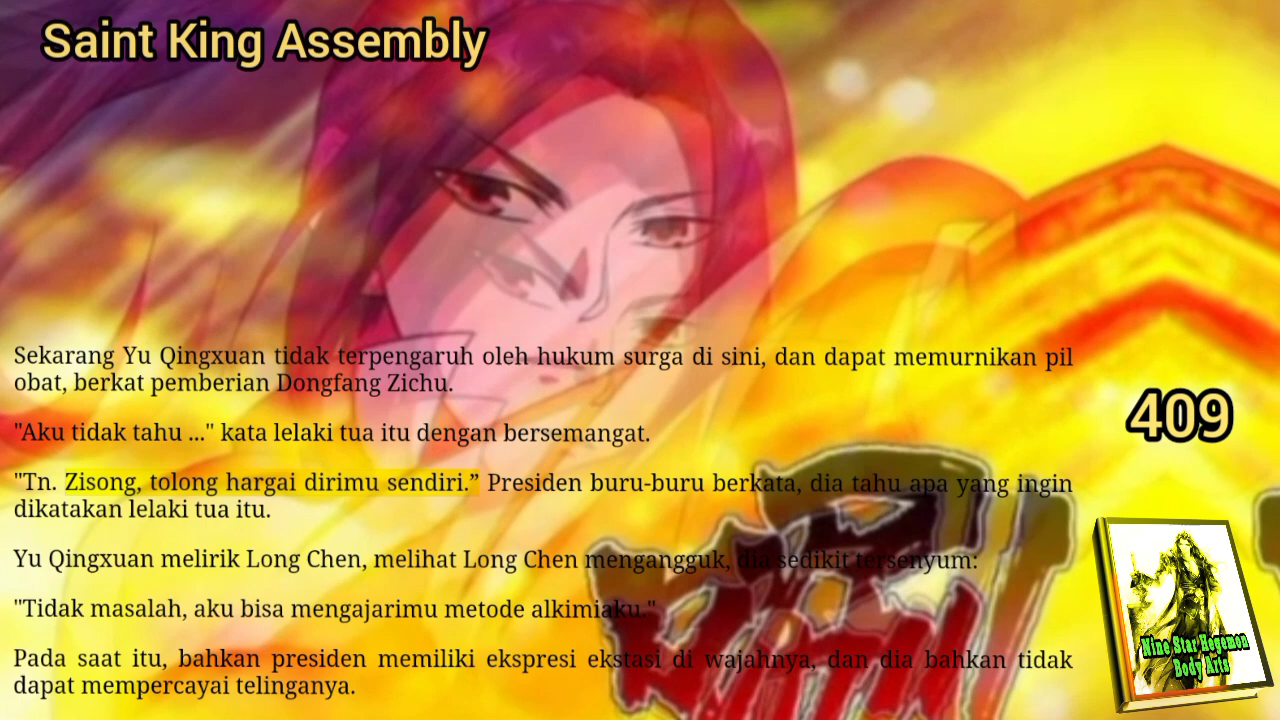 Saint King Assembly
Sekarang Yu Qingxuan tidak terpengaruh oleh hukum surga di sini, dan dapat memurnikan pil
obat, berkat pemberian Dongfang Zichu.
"Aku tidak tahu ..." kata lelaki tua itu dengan bersemangat.
"Tn. Zisong, tolong hargai dirimu sendiri.” Presiden buru-buru berkata, dia tahu apa yang ingin
dikatakan lelaki tua itu.
Yu Qingxuan melirik Long Chen, melihat Long Chen mengangguk, dia sedikit tersenyum:
"Tidak masalah, aku bisa mengajarimu metode alkimiaku."
Pada saat itu, bahkan presiden memiliki ekspresi ekstasi di wajahnya, dan dia bahkan tidak
dapat mempercayai telinganya.
409
Nine Star Hegemon
Body Arts